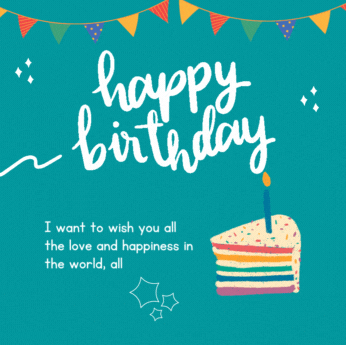 happy
birthday
I want to wish you all
the love and happiness in
the world, all